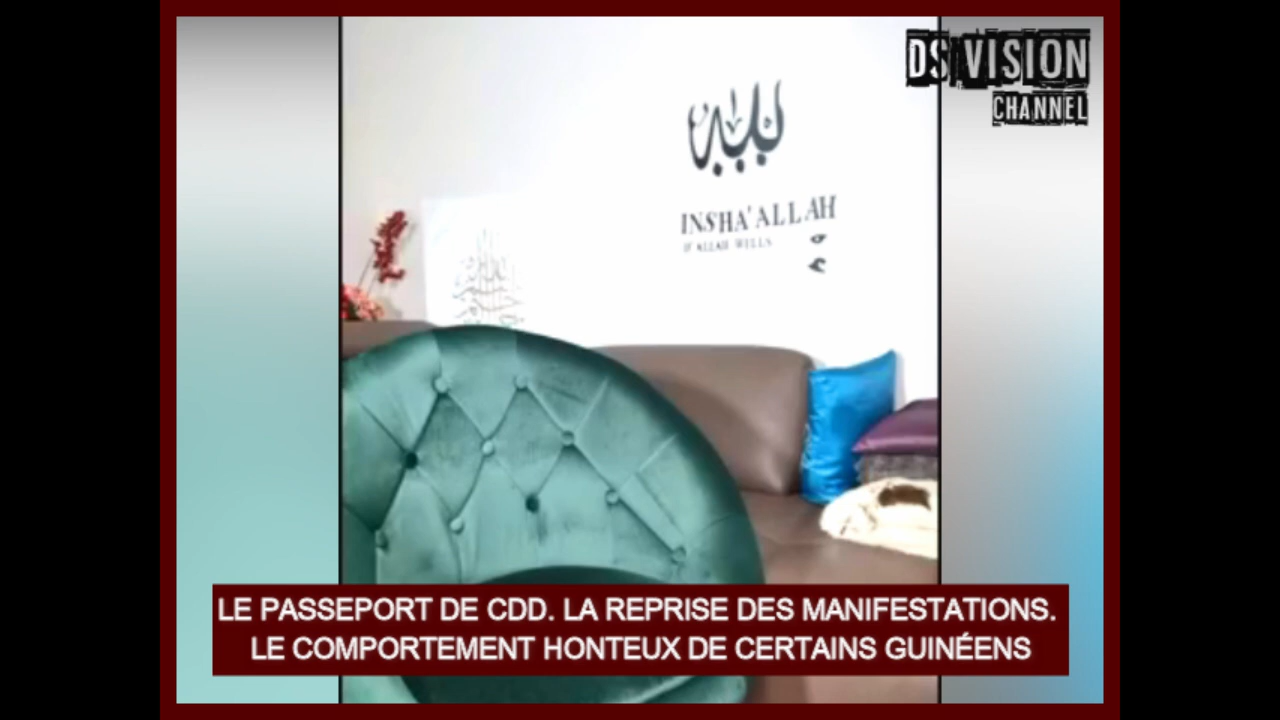 DS VISION
CHANNEL
INSHA'ALLAH
IF ALLAH WILLS
LE PASSEPORT DE CDD. LA REPRISE DES MANIFESTATIONS.
LE COMPORTEMENT HONTEUX DE CERTAINS GUINÉENS